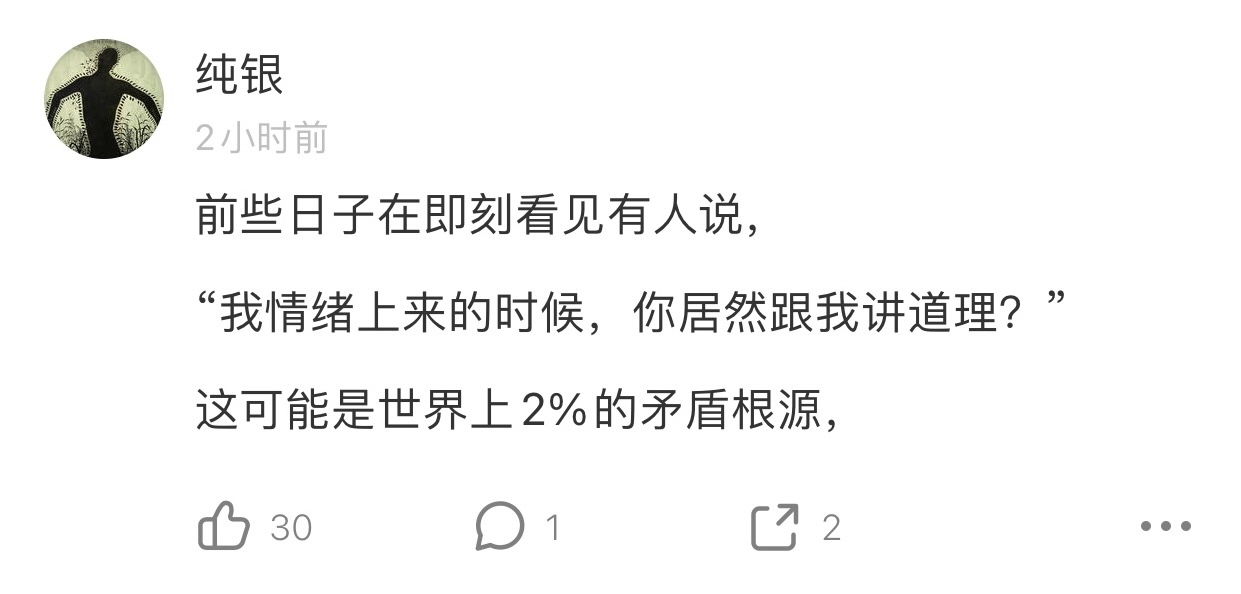 纯银
2小时前
前些日子在即刻看见有人说，
“我情绪上来的时候，你居然跟我讲道理？”
这可能是世界上2%的矛盾根源，
30 1 2